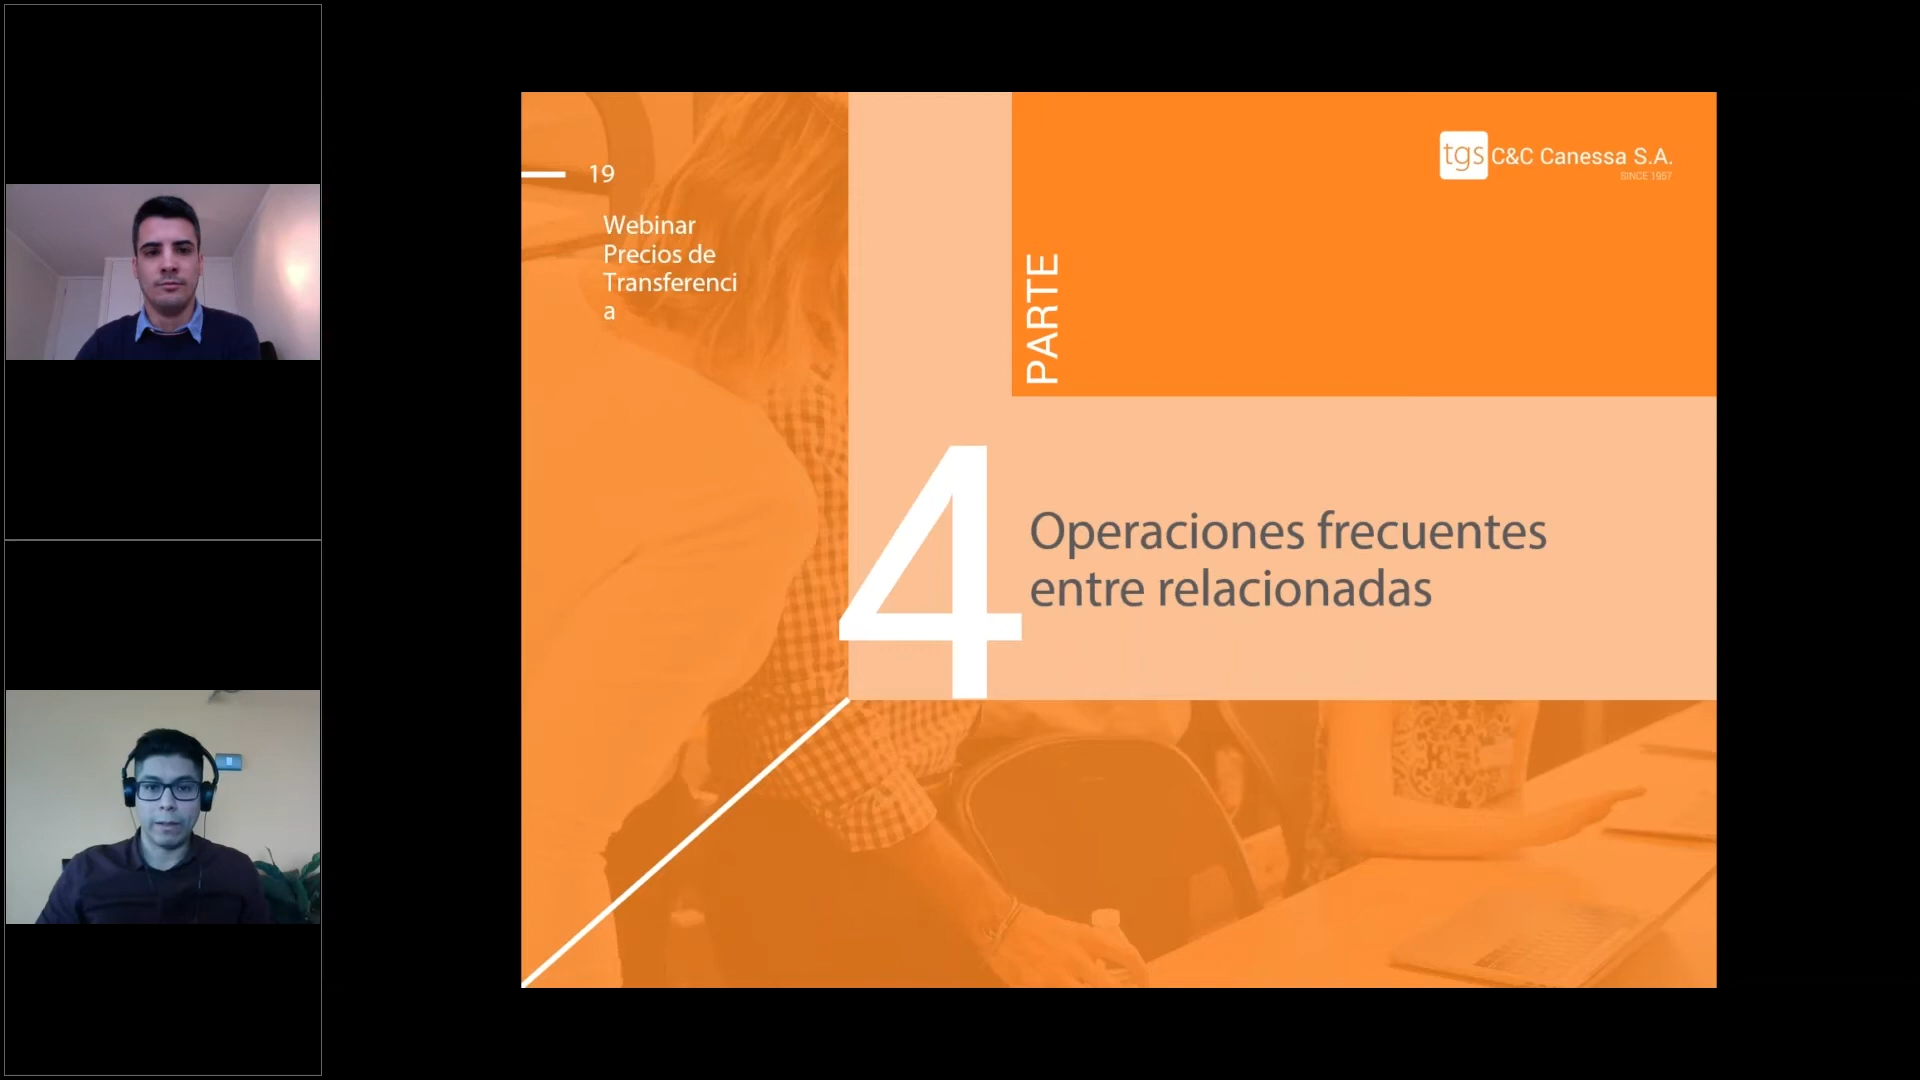 19
Webinar
Precios de
Transferenci
a
tgs C&C Canessa S.A.
SINCE 1957
PARTE
4
Operaciones frecuentes
entre relacionadas